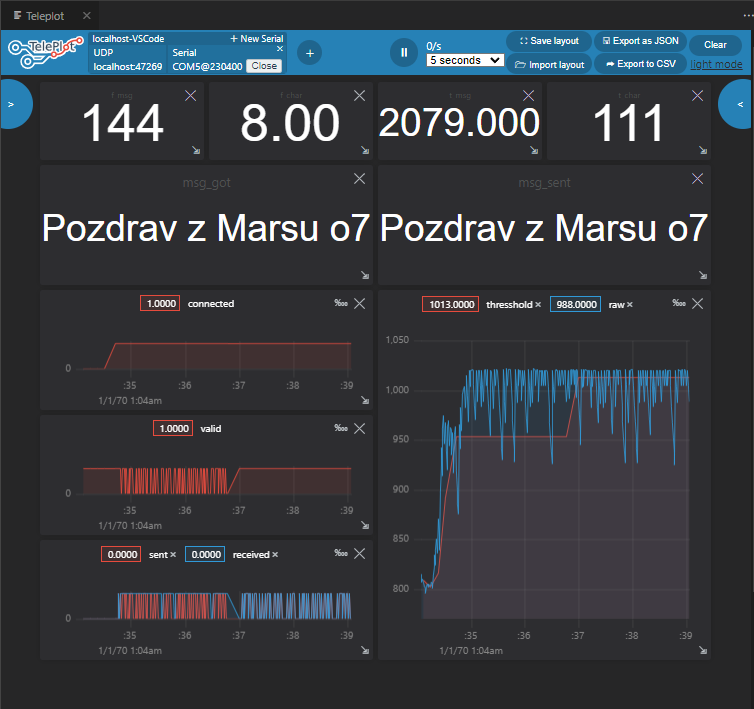 Teleplot
TelePlot
localhost-VSCode + New Serial
UDP
localhost:47269
Serial
COM5@230400 Close
+
0/s
5 seconds
Save layout
Import layout
Export as JSON
Export to CSV
Clear
light mode
>
<
f msg
144
f char
8.00
t msg
2079.000
t char
111
msg_got
Pozdrav z Marsu o7
msg_sent
Pozdrav z Marsu o7
1.0000 connected
0
:35 :36 :37 :38 :39
1/1/70 1:04am
1.0000 valid
0
:35 :36 :37 :38 :39
1/1/70 1:04am
0.0000 sent × 0.0000 received ×
0
:35 :36 :37 :38 :39
1/1/70 1:04am
1013.0000 thresshold × 988.0000 raw ×
1,050
1,000
950
900
850
800
:35 :36 :37 :38 :39
1/1/70 1:04am